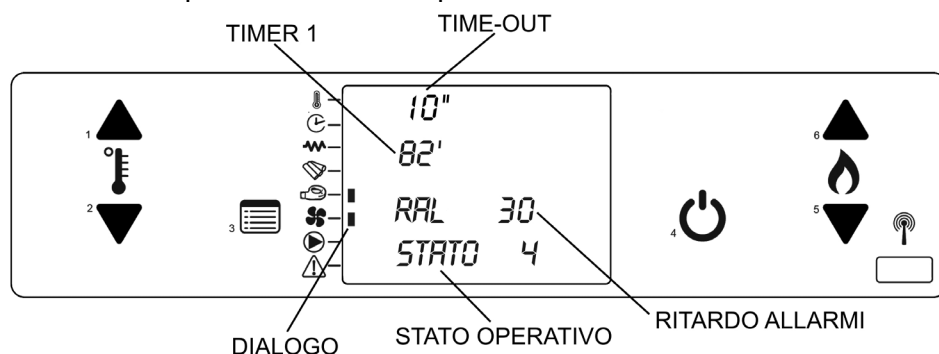 TIMER 1
TIME-OUT
10"
82'
RAL 30
STATO 4
1
2
3
4
6
5
DIALOGO
STATO OPERATIVO
RITARDO ALLARMI